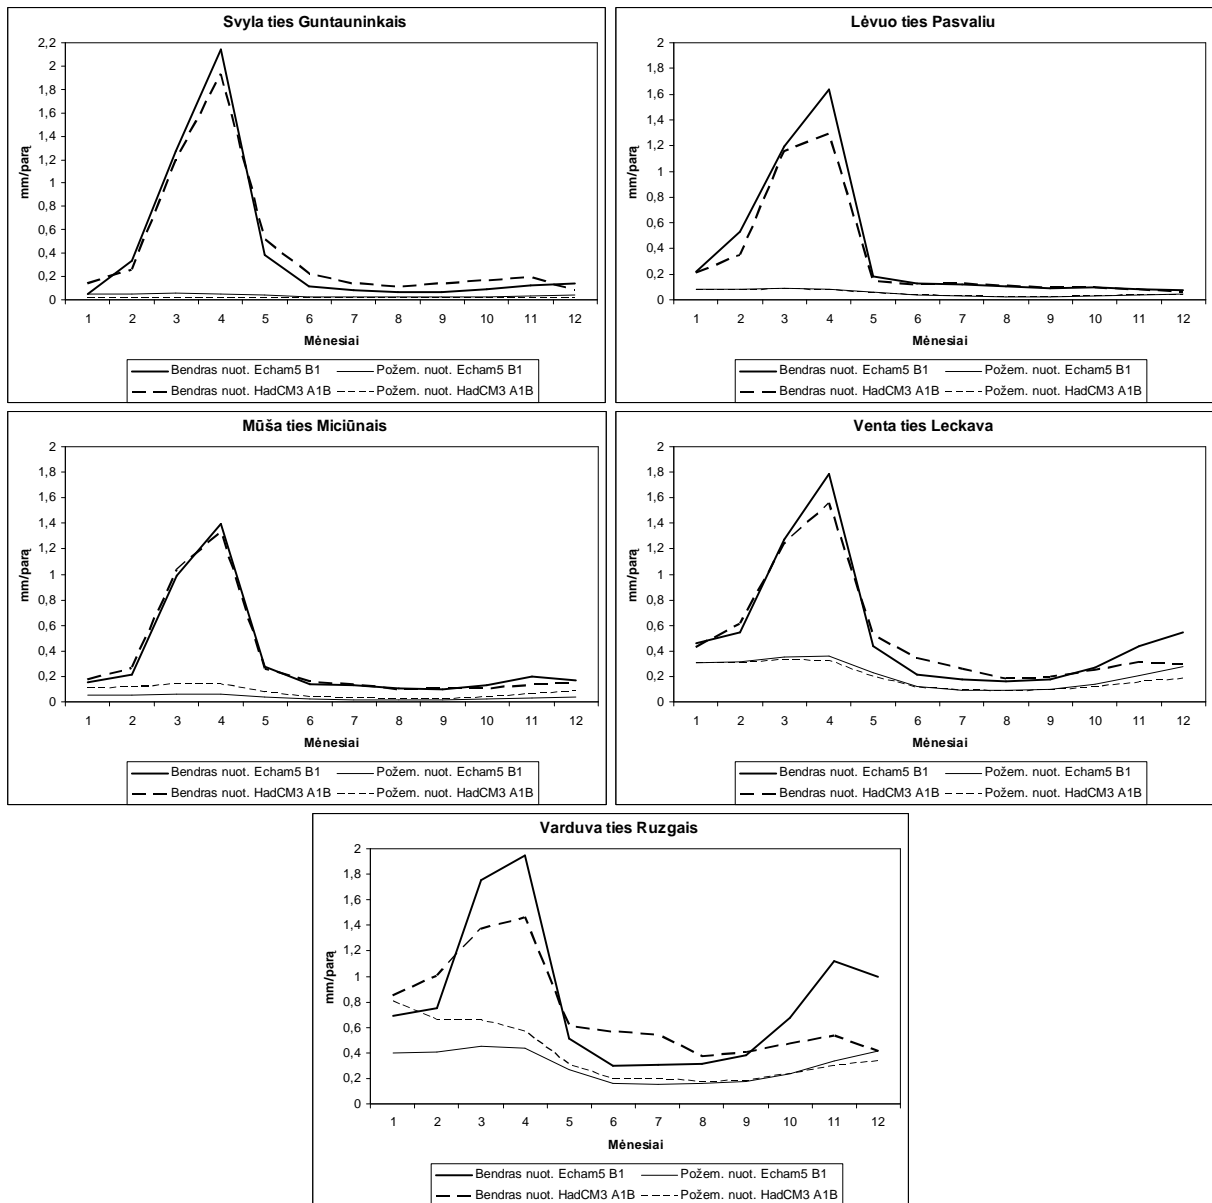 Svyla ties Guntauninkais
mm/parą
2,2
2
1,8
1,6
1,4
1,2
1
0,8
0,6
0,4
0,2
0
1 2 3 4 5 6 7 8 9 10 11 12
Mėnesiai
Bendras nuot. Echam5 B1 Požem. nuot. Echam5 B1
Bendras nuot. HadCM3 A1B Požem. nuot. HadCM3 A1B
Lėvuo ties Pasvaliu
mm/parą
2
1,8
1,6
1,4
1,2
1
0,8
0,6
0,4
0,2
0
1 2 3 4 5 6 7 8 9 10 11 12
Mėnesiai
Bendras nuot. Echam5 B1 Požem. nuot. Echam5 B1
Bendras nuot. HadCM3 A1B Požem. nuot. HadCM3 A1B
Mūša ties Miciūnais
mm/parą
2
1,8
1,6
1,4
1,2
1
0,8
0,6
0,4
0,2
0
1 2 3 4 5 6 7 8 9 10 11 12
Mėnesiai
Bendras nuot. Echam5 B1 Požem. nuot. Echam5 B1
Bendras nuot. HadCM3 A1B Požem. nuot. HadCM3 A1B
Venta ties Leckava
mm/parą
2
1,8
1,6
1,4
1,2
1
0,8
0,6
0,4
0,2
0
1 2 3 4 5 6 7 8 9 10 11 12
Mėnesiai
Bendras nuot. Echam5 B1 Požem. nuot. Echam5 B1
Bendras nuot. HadCM3 A1B Požem. nuot. HadCM3 A1B
Varduva ties Ruzgais
mm/parą
2
1,8
1,6
1,4
1,2
1
0,8
0,6
0,4
0,2
0
1 2 3 4 5 6 7 8 9 10 11 12
Mėnesiai
Bendras nuot. Echam5 B1 Požem. nuot. Echam5 B1
Bendras nuot. HadCM3 A1B Požem. nuot. HadCM3 A1B